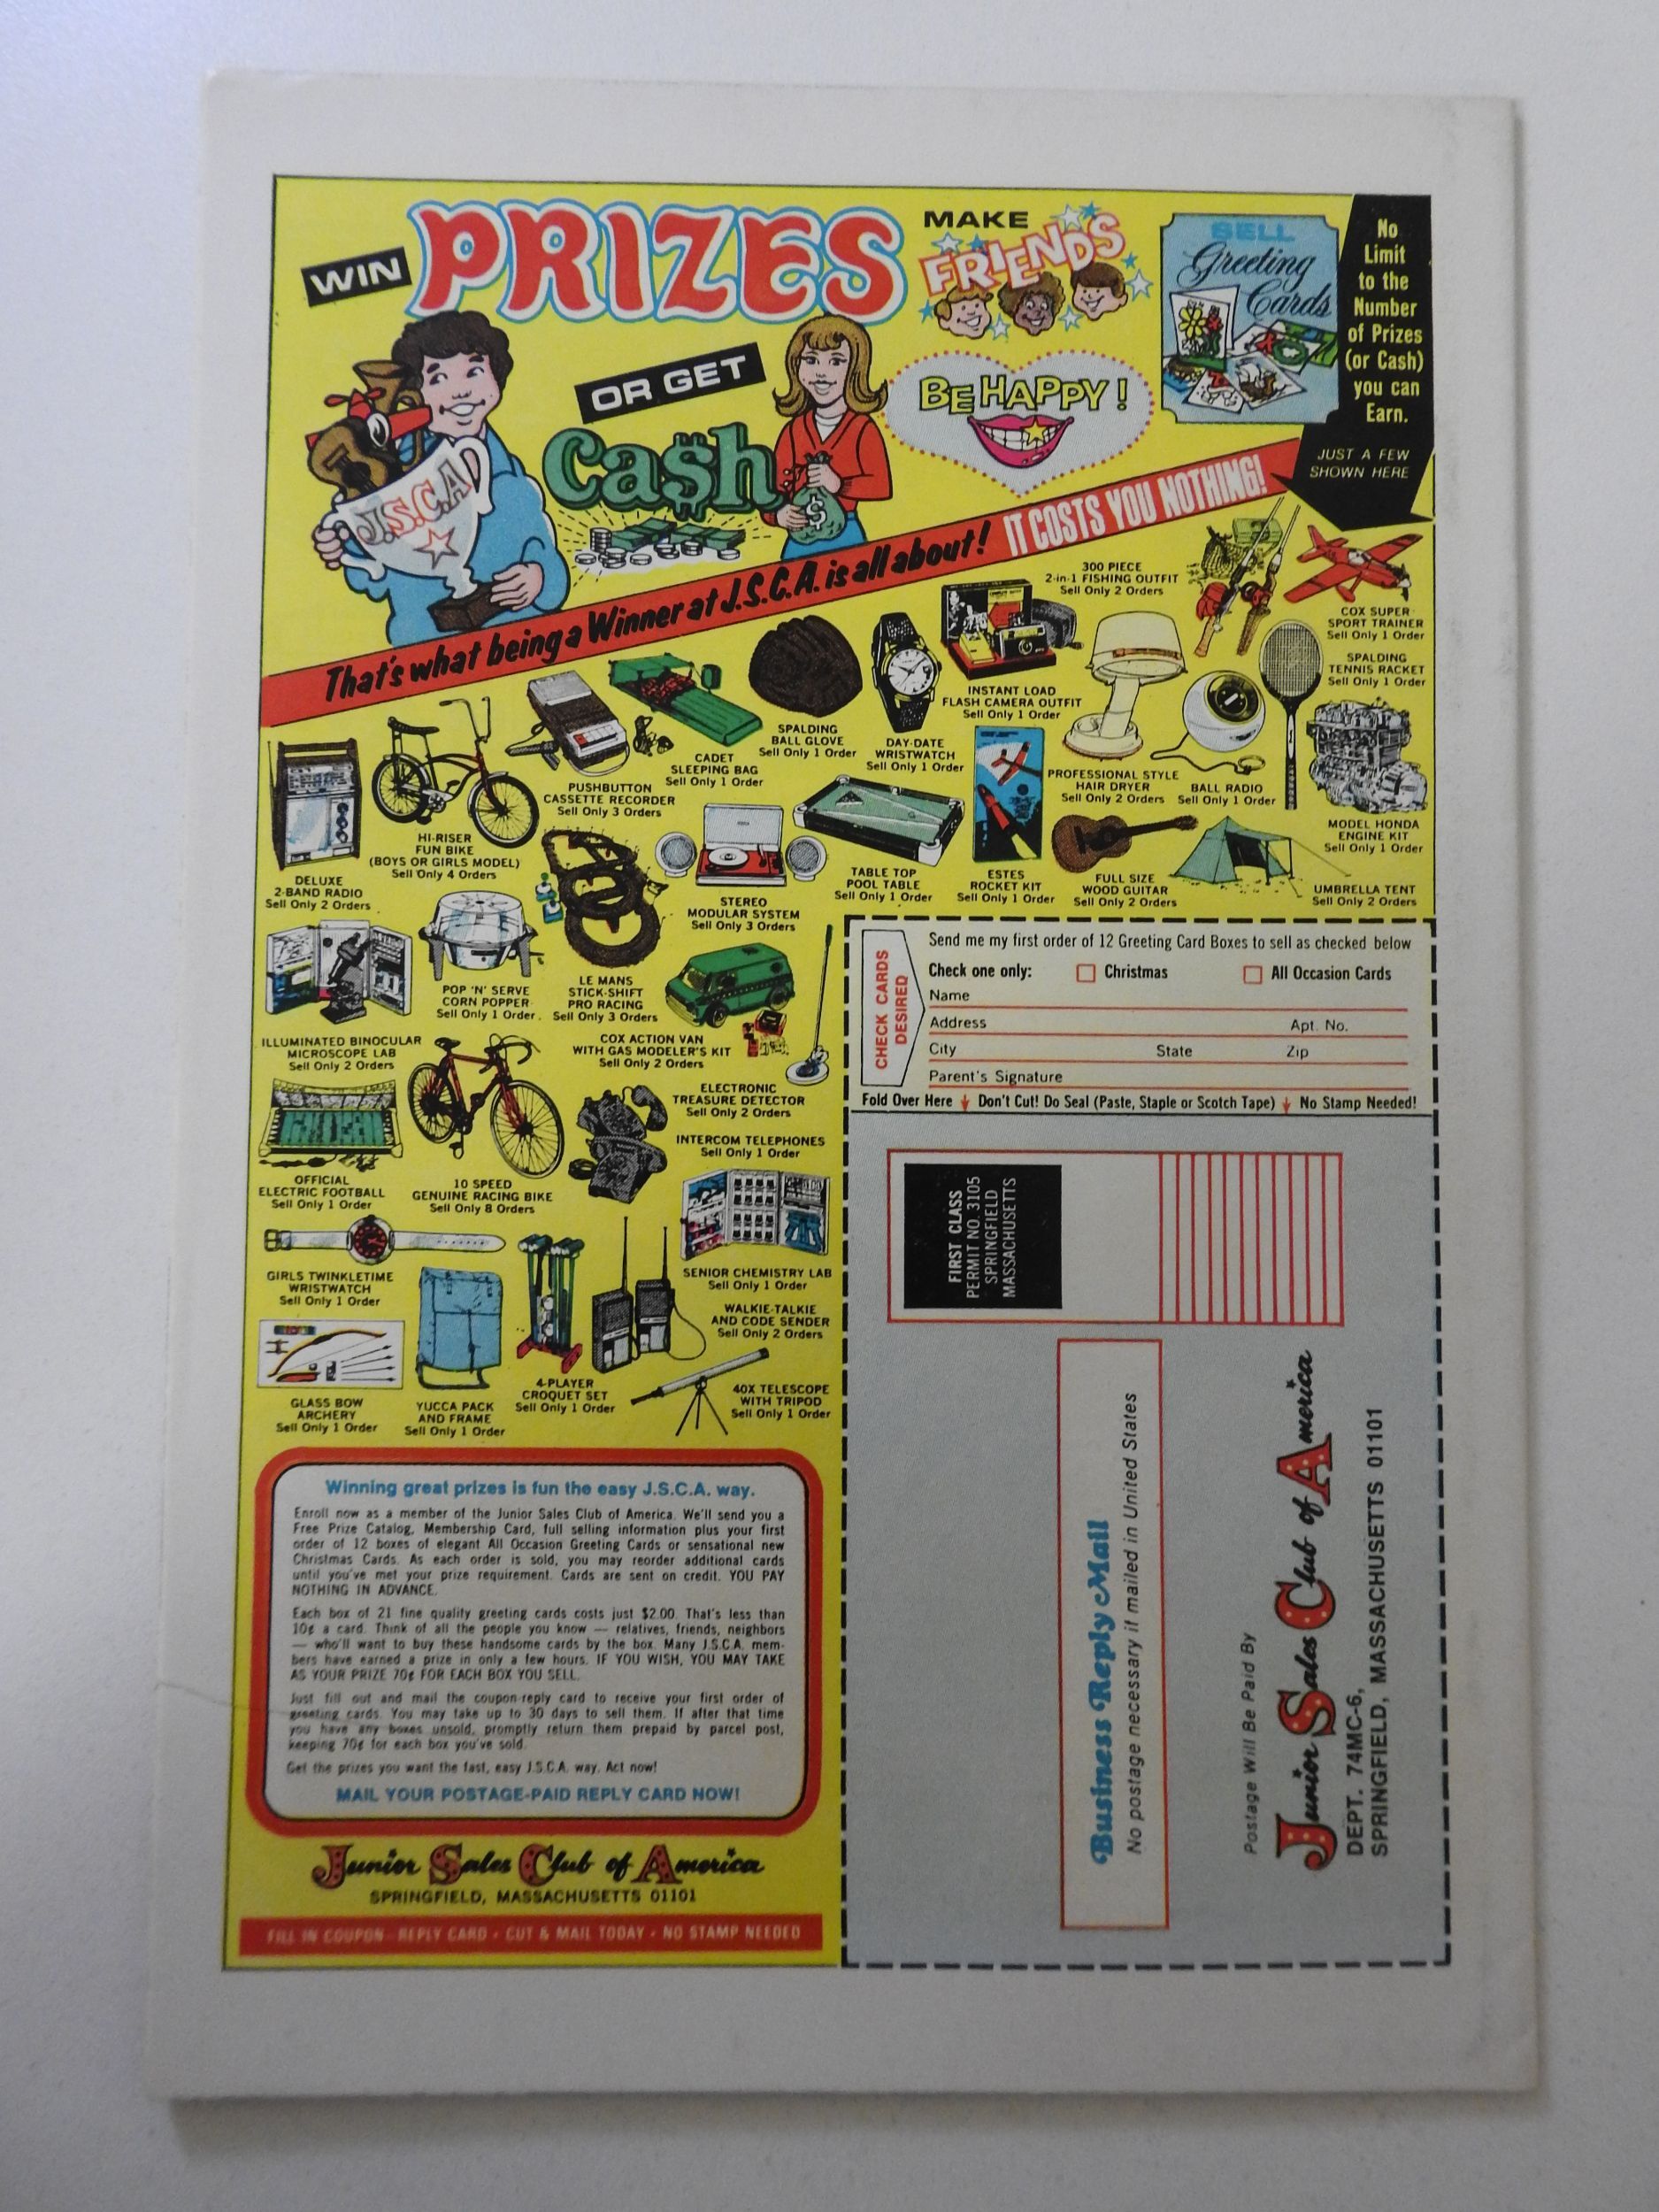 WIN PRIZES
OR GET
Ca$h
MAKE
FRIENDS
BE HAPPY!
SELL
Greeting
Cards
No
Limit
to the
Number
of Prizes
(or Cash)
you can
Earn.
JUST A FEW
SHOWN HERE
J.S.C.A
$
That's what being a Winner at J.S.C.A. is all about! IT COSTS YOU NOTHING!
300 PIECE
2-in-1 FISHING OUTFIT
Sell Only 2 Orders
COX SUPER
SPORT TRAINER
Sell Only 1 Order
SPALDING
TENNIS RACKET
Sell Only 1 Order
INSTANT LOAD
FLASH CAMERA OUTFIT
Sell Only 1 Order
SPALDING
BALL GLOVE
Sell Only 1 Order
DAY-DATE
WRISTWATCH
Sell Only 1 Order
CADET
SLEEPING BAG
Sell Only 1 Order
PUSHBUTTON
CASSETTE RECORDER
Sell Only 3 Orders
PROFESSIONAL STYLE
HAIR DRYER
Sell Only 2 Orders
BALL RADIO
Sell Only 1 Order
MODEL HONDA
ENGINE KIT
Sell Only 1 Order
HI-RISER
FUN BIKE
(BOYS OR GIRLS MODEL)
Sell Only 4 Orders
DELUXE
2-BAND RADIO
Sell Only 2 Orders
STEREO
MODULAR SYSTEM
Sell Only 3 Orders
TABLE TOP
POOL TABLE
Sell Only 1 Order
ESTES
ROCKET KIT
Sell Only 1 Order
FULL SIZE
WOOD GUITAR
Sell Only 2 Orders
UMBRELLA TENT
Sell Only 2 Orders
POP 'N' SERVE
CORN POPPER
Sell Only 1 Order
LE MANS
STICK-SHIFT
PRO RACING
Sell Only 3 Orders
ILLUMINATED BINOCULAR
MICROSCOPE LAB
Sell Only 2 Orders
COX ACTION VAN
WITH GAS MODELER'S KIT
Sell Only 2 Orders
ELECTRONIC
TREASURE DETECTOR
Sell Only 2 Orders
INTERCOM TELEPHONES
Sell Only 1 Order
OFFICIAL
ELECTRIC FOOTBALL
Sell Only 1 Order
10 SPEED
GENUINE RACING BIKE
Sell Only 8 Orders
GIRLS TWINKLETIME
WRISTWATCH
Sell Only 1 Order
SENIOR CHEMISTRY LAB
Sell Only 1 Order
WALKIE-TALKIE
AND CODE SENDER
Sell Only 2 Orders
GLASS BOW
ARCHERY
Sell Only 1 Order
YUCCA PACK
AND FRAME
Sell Only 1 Order
4-PLAYER
CROQUET SET
Sell Only 1 Order
40X TELESCOPE
WITH TRIPOD
Sell Only 1 Order
Winning great prizes is fun the easy J.S.C.A. way.
Enroll now as a member of the Junior Sales Club of America. We'll send you a
Free Prize Catalog, Membership Card, full selling information plus your first
order of 12 boxes of elegant All Occasion Greeting Cards or sensational new
Christmas Cards. As each order is sold, you may reorder additional cards
until you've met your prize requirement. Cards are sent on credit. YOU PAY
NOTHING IN ADVANCE.
Each box of 21 fine quality greeting cards costs just $2.00. That's less than
10¢ a card. Think of all the people you know — relatives, friends, neighbors
— who'll want to buy these handsome cards by the box. Many J.S.C.A. mem-
bers have earned a prize in only a few hours. IF YOU WISH, YOU MAY TAKE
AS YOUR PRIZE 70¢ FOR EACH BOX YOU SELL.
Just fill out and mail the coupon-reply card to receive your first order of
greeting cards. You may take up to 30 days to sell them. If after that time
you have any boxes unsold, promptly return them prepaid by parcel post,
keeping 70¢ for each box you've sold.
Get the prizes you want the fast, easy J.S.C.A. way. Act now!
MAIL YOUR POSTAGE-PAID REPLY CARD NOW!
Junior Sales Club of America
SPRINGFIELD, MASSACHUSETTS 01101
FILL IN COUPON-REPLY CARD - CUT & MAIL TODAY - NO STAMP NEEDED
CHECK CARDS
DESIRED
Send me my first order of 12 Greeting Card Boxes to sell as checked below
Check one only: Christmas All Occasion Cards
Name
Address Apt. No.
City State Zip
Parent's Signature
Fold Over Here Don't Cut! Do Seal (Paste, Staple or Scotch Tape) No Stamp Needed!
FIRST CLASS
PERMIT NO. 3105
SPRINGFIELD
MASSACHUSETTS
Business Reply Mail
No postage necessary if mailed in United States
Postage Will Be Paid By
Junior Sales Club of America
DEPT. 74MC-6,
SPRINGFIELD, MASSACHUSETTS 01101